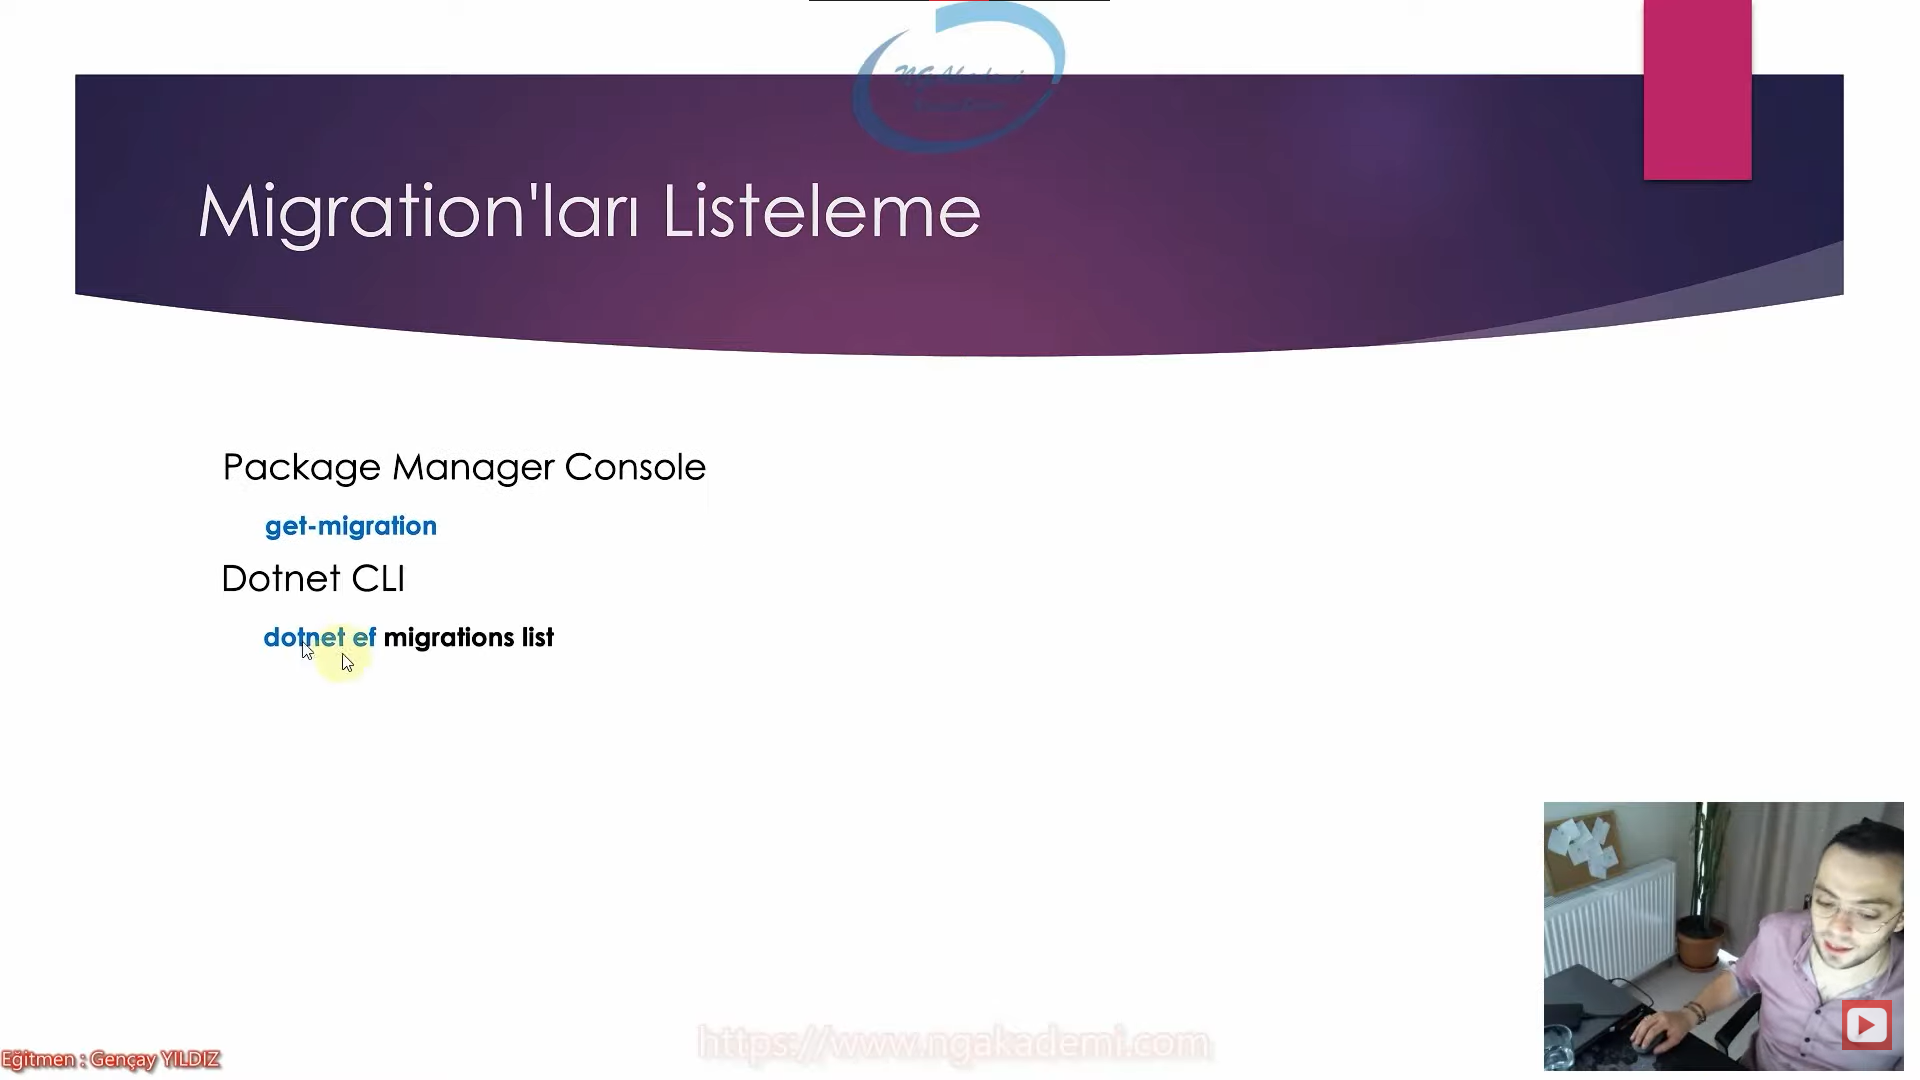 Migration'ları Listeleme
Package Manager Console
get-migration
Dotnet CLI
dotnet ef migrations list
https://www.ngakademi.com
Eğitmen : Gençay YILDIZ